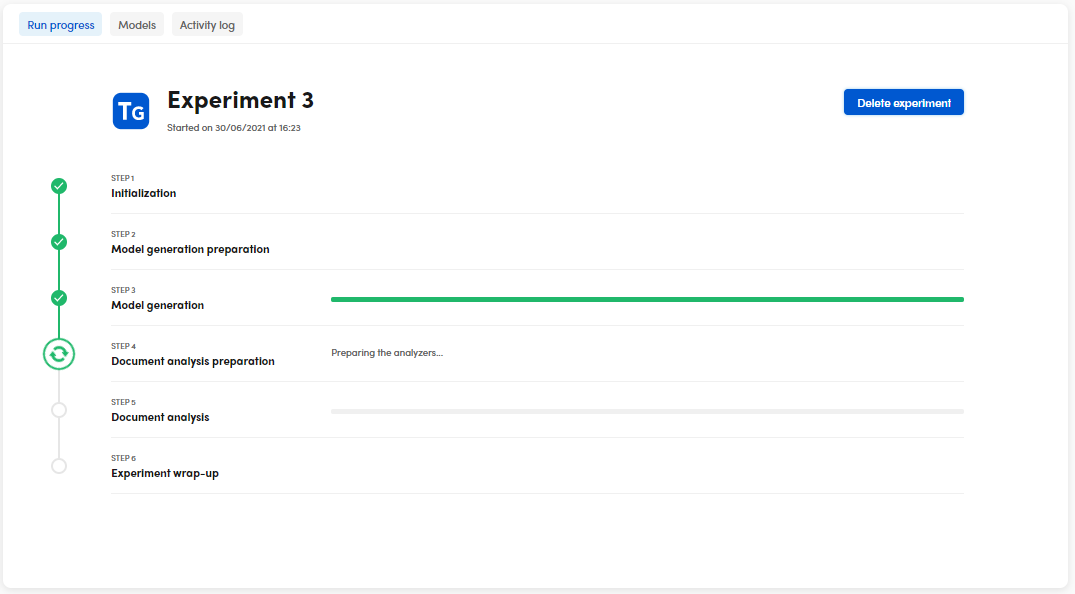 Run progress
Models
Activity log
TG
Experiment 3
Started on 30/06/2021 at 16:23
Delete experiment
STEP 1
Initialization
STEP 2
Model generation preparation
STEP 3
Model generation
STEP 4
Document analysis preparation
Preparing the analyzers...
STEP 5
Document analysis
STEP 6
Experiment wrap-up